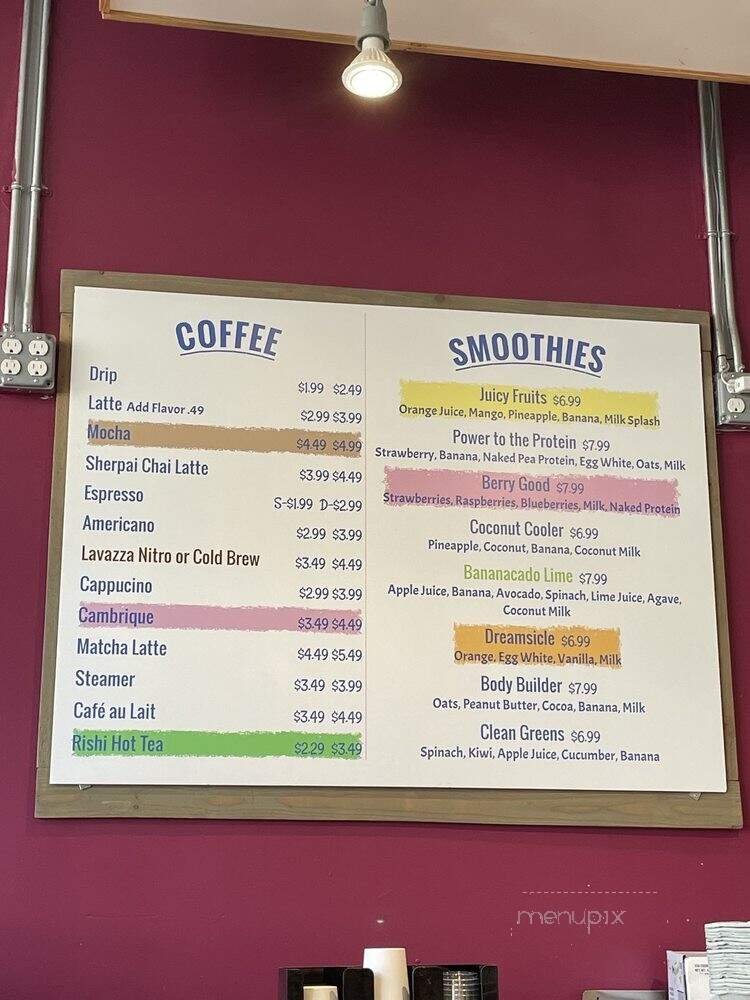 COFFEE
Drip $1.99 $2.49
Latte Add Flavor .49 $2.99 $3.99
Mocha $4.49 $4.99
Sherpai Chai Latte $3.99 $4.49
Espresso S-$1.99 D-$2.99
Americano $2.99 $3.99
Lavazza Nitro or Cold Brew $3.49 $4.49
Cappucino $2.99 $3.99
Cambrique $3.49 $4.49
Matcha Latte $4.49 $5.49
Steamer $3.49 $3.99
Café au Lait $3.49 $4.49
Rishi Hot Tea $2.29 $3.49
SMOOTHIES
Juicy Fruits $6.99
Orange Juice, Mango, Pineapple, Banana, Milk Splash
Power to the Protein $7.99
Strawberry, Banana, Naked Pea Protein, Egg White, Oats, Milk
Berry Good $7.99
Strawberries, Raspberries, Blueberries, Milk, Naked Protein
Coconut Cooler $6.99
Pineapple, Coconut, Banana, Coconut Milk
Bananacado Lime $7.99
Apple Juice, Banana, Avocado, Spinach, Lime Juice, Agave,
Coconut Milk
Dreamsicle $6.99
Orange, Egg White, Vanilla, Milk
Body Builder $7.99
Oats, Peanut Butter, Cocoa, Banana, Milk
Clean Greens $6.99
Spinach, Kiwi, Apple Juice, Cucumber, Banana
menupix